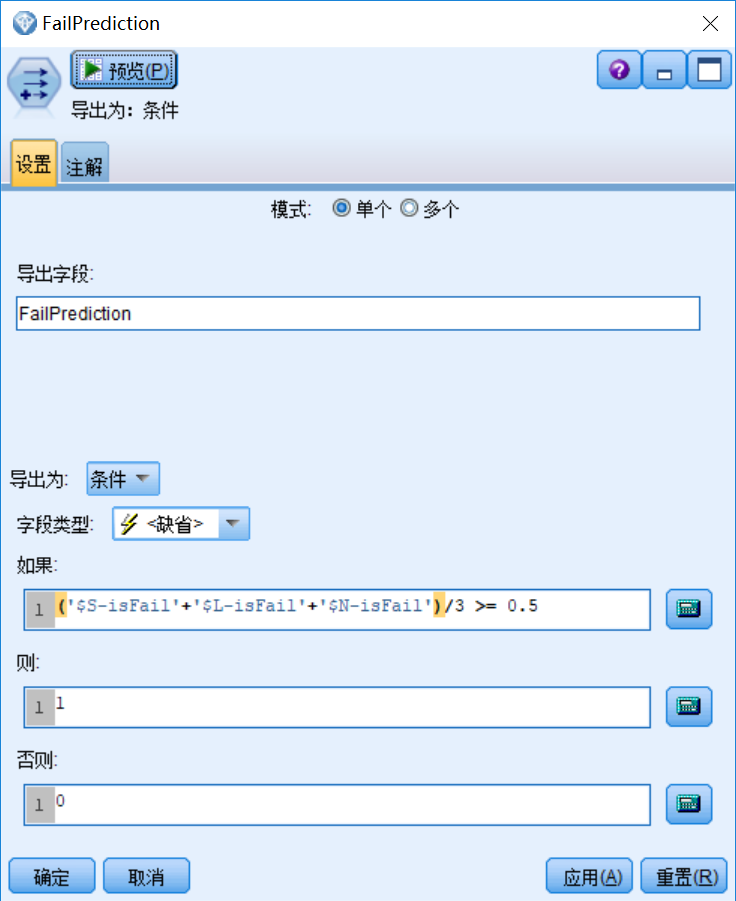 FailPrediction
预览(P)
导出为：条件
设置 注解
模式: 单个 多个
导出字段:
FailPrediction
导出为: 条件
字段类型: <缺省>
如果:
1 ('$S-isFail'+'$L-isFail'+'$N-isFail')/3 >= 0.5
则:
1 1
否则:
1 0
确定 取消 应用(A) 重置(R)